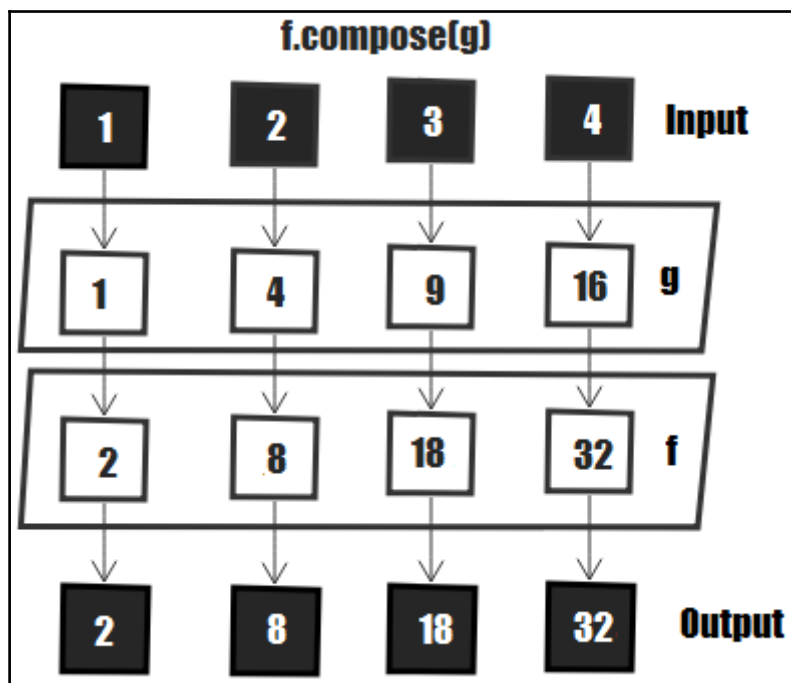 f.compose(g)
1 2 3 4 Input
1 4 9 16 g
2 8 18 32 f
2 8 18 32 Output